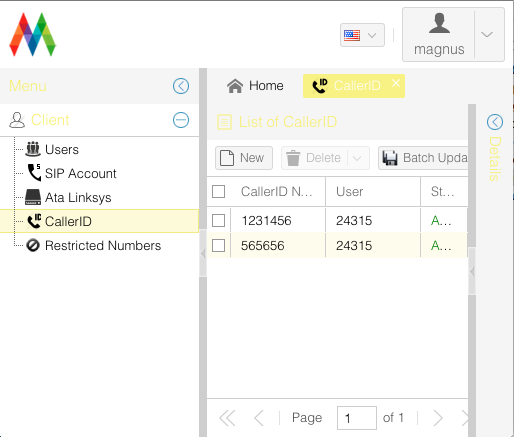 magnus
Menu
Client
Users
SIP Account
Ata Linksys
CallerID
Restricted Numbers
Home
CallerID
List of CallerID
New
Delete
Batch Upda
CallerID N... User St...
1231456 24315 A...
565656 24315 A...
Page 1 of 1
Details